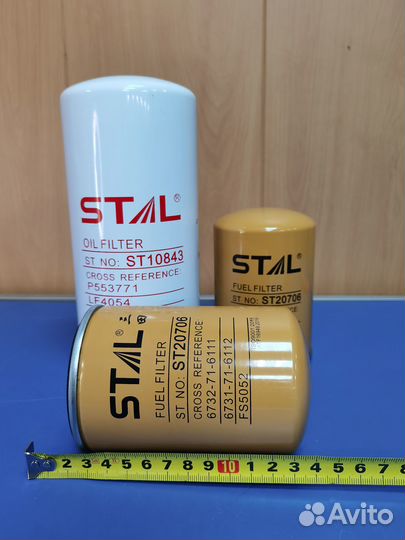 STAL®
OIL FILTER
ST NO: ST10843
CROSS REFERENCE:
P553771
LF4054
STAL®
FUEL FILTER
ST NO: ST20706
STAL
FUEL FILTER
ST NO: ST20706
CROSS REFERENCE:
6732-71-6111
6731-71-6112
FS5052
2 3 4 5 6 7 8 9 10 1 2 3 4 5 6 7
Avito